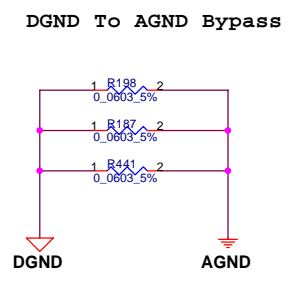 DGND To AGND Bypass
1 R198 2
0_0603_5%
1 R187 2
0_0603_5%
1 R441 2
0_0603_5%
DGND AGND